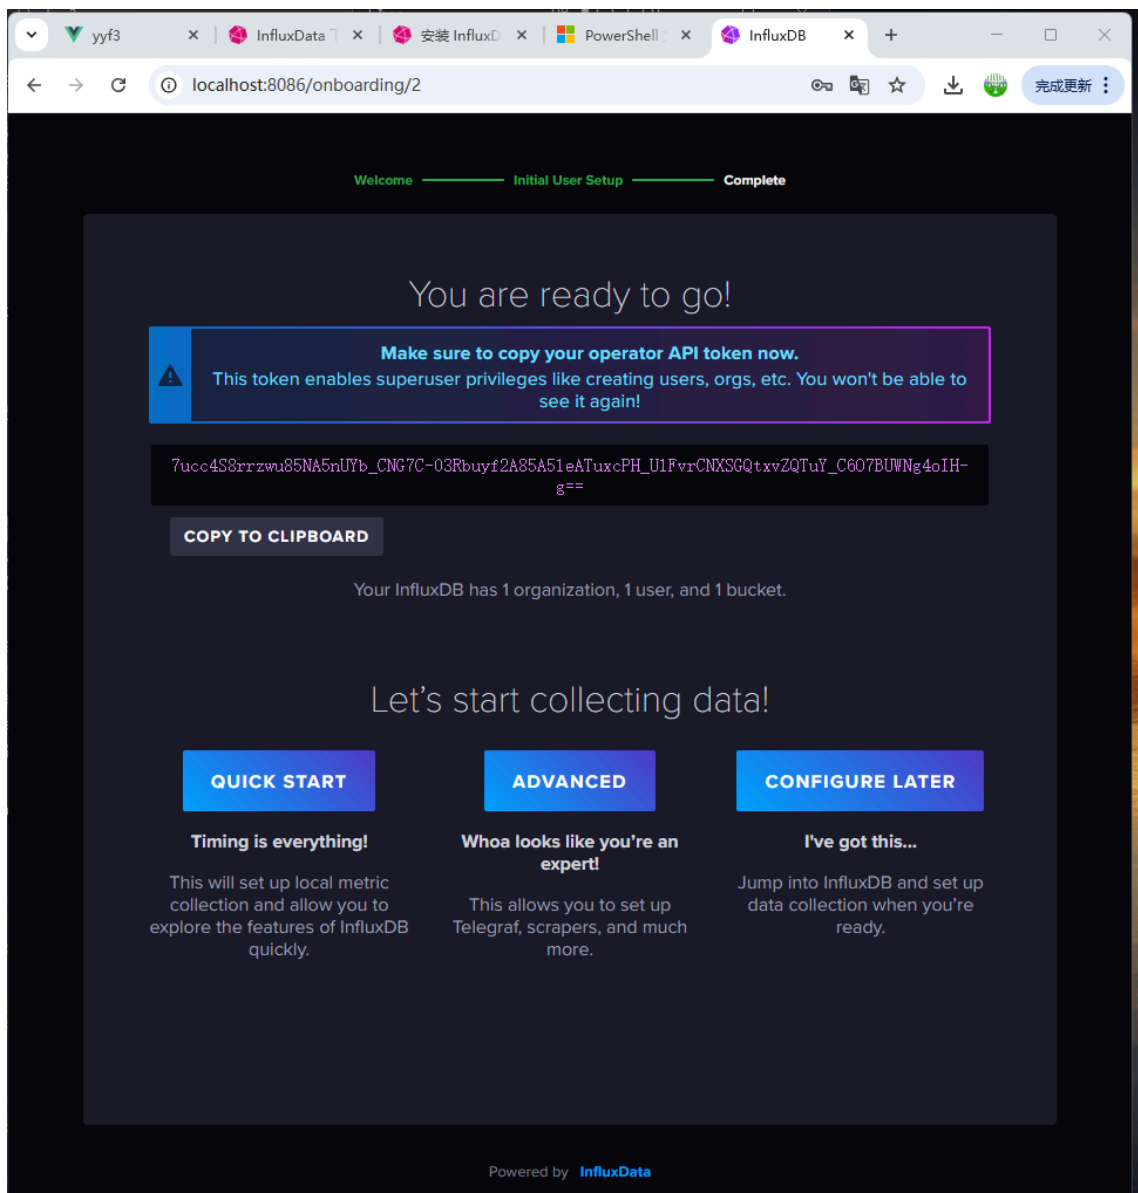 yyf3
InfluxData T
安装 InfluxD
PowerShell
InfluxDB
localhost:8086/onboarding/2
完成更新
Welcome
Initial User Setup
Complete
You are ready to go!
Make sure to copy your operator API token now.
This token enables superuser privileges like creating users, orgs, etc. You won't be able to
see it again!
7ucc4S8rrzwu85NA5nUYb_CNG7C-03Rbuyf2A85A51eATuxcPH_U1FvrCNXSGQtxvZQTuY_C6O7BUWNg4oIH-
g==
COPY TO CLIPBOARD
Your InfluxDB has 1 organization, 1 user, and 1 bucket.
Let's start collecting data!
QUICK START
ADVANCED
CONFIGURE LATER
Timing is everything!
This will set up local metric
collection and allow you to
explore the features of InfluxDB
quickly.
Whoa looks like you're an
expert!
This allows you to set up
Telegraf, scrapers, and much
more.
I've got this...
Jump into InfluxDB and set up
data collection when you're
ready.
Powered by InfluxData